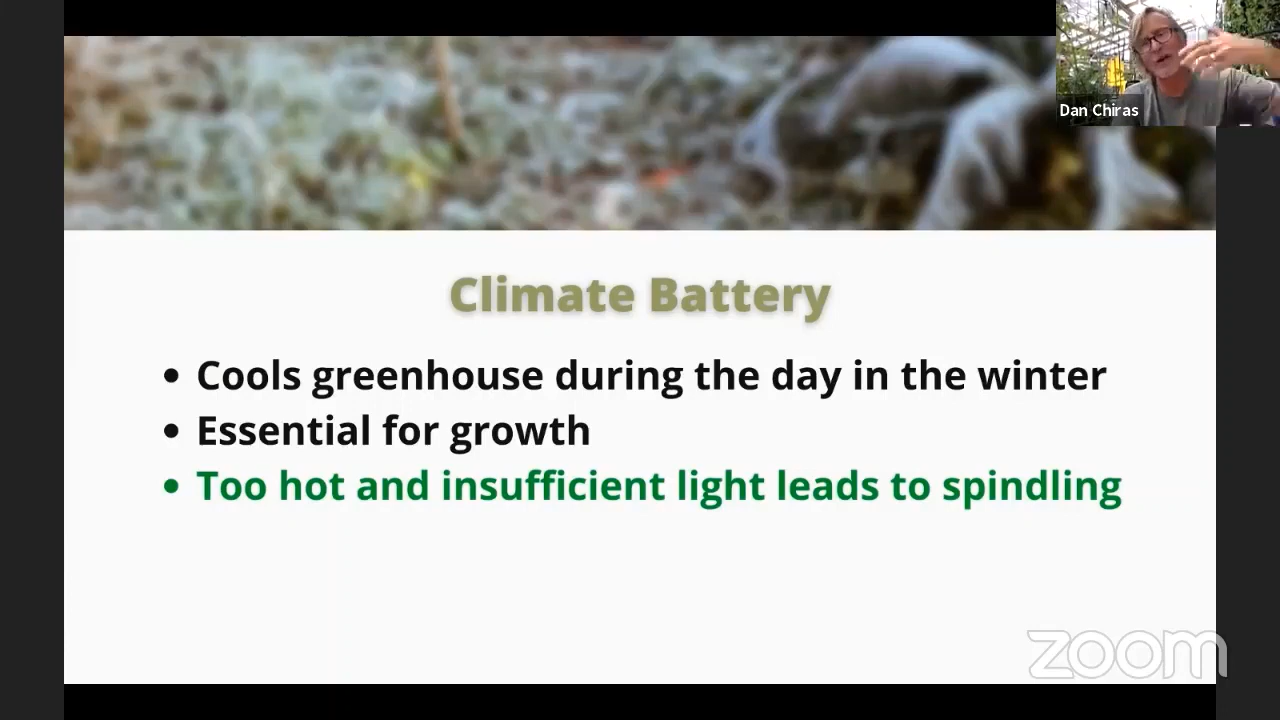 Dan Chiras
Climate Battery
• Cools greenhouse during the day in the winter
• Essential for growth
• Too hot and insufficient light leads to spindling
zoom